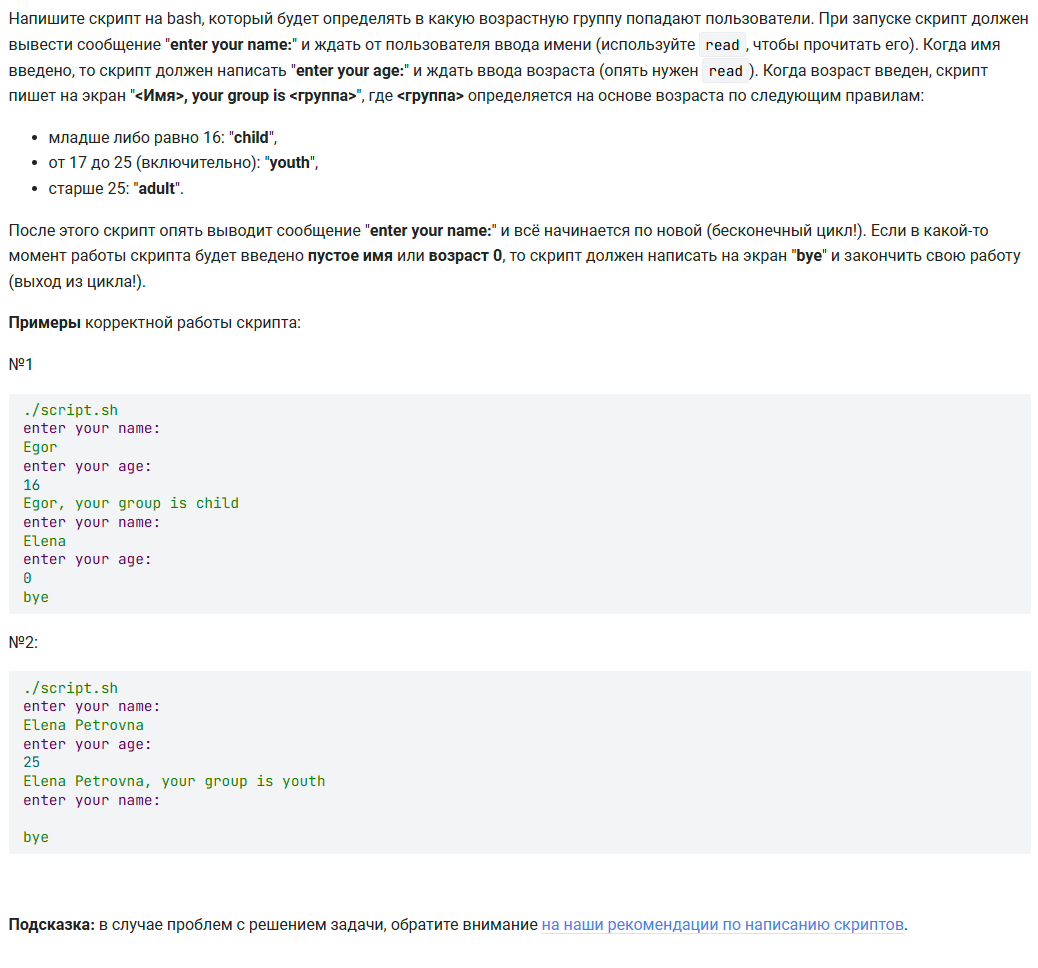 Напишите скрипт на bash, который будет определять в какую возрастную группу попадают пользователи. При запуске скрипт должен
вывести сообщение "enter your name:" и ждать от пользователя ввода имени (используйте read, чтобы прочитать его). Когда имя
введено, то скрипт должен написать "enter your age:" и ждать ввода возраста (опять нужен read). Когда возраст введен, скрипт
пишет на экран "<Имя>, your group is <группа>", где <группа> определяется на основе возраста по следующим правилам:
• младше либо равно 16: "child",
• от 17 до 25 (включительно): "youth",
• старше 25: "adult".
После этого скрипт опять выводит сообщение "enter your name:" и всё начинается по новой (бесконечный цикл!). Если в какой-то
момент работы скрипта будет введено пустое имя или возраст 0, то скрипт должен написать на экран "bye" и закончить свою работу
(выход из цикла!).
Примеры корректной работы скрипта:
№1
./script.sh
enter your name:
Egor
enter your age:
16
Egor, your group is child
enter your name:
Elena
enter your age:
0
bye
№2:
./script.sh
enter your name:
Elena Petrovna
enter your age:
25
Elena Petrovna, your group is youth
enter your name:
bye
Подсказка: в случае проблем с решением задачи, обратите внимание на наши рекомендации по написанию скриптов.